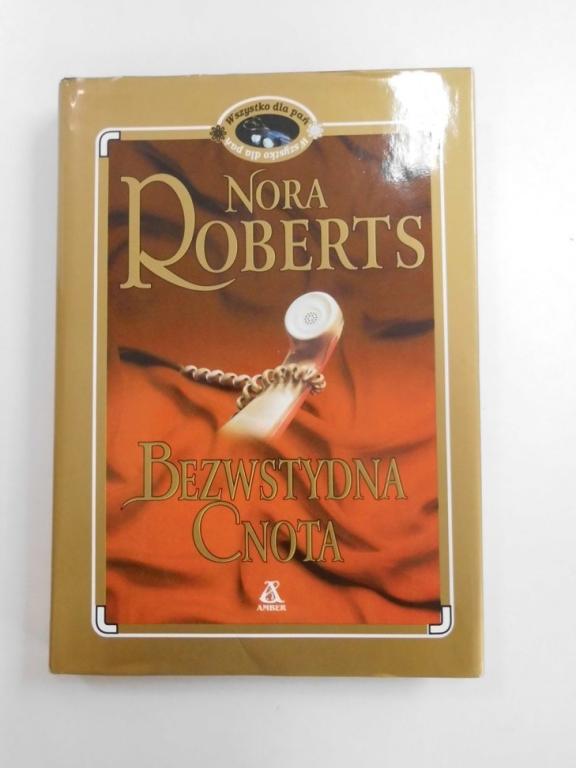 Wszystko dla pań
Wszystko dla pań
NORA
ROBERTS
BEZWSTYDNA
CNOTA
AMBER